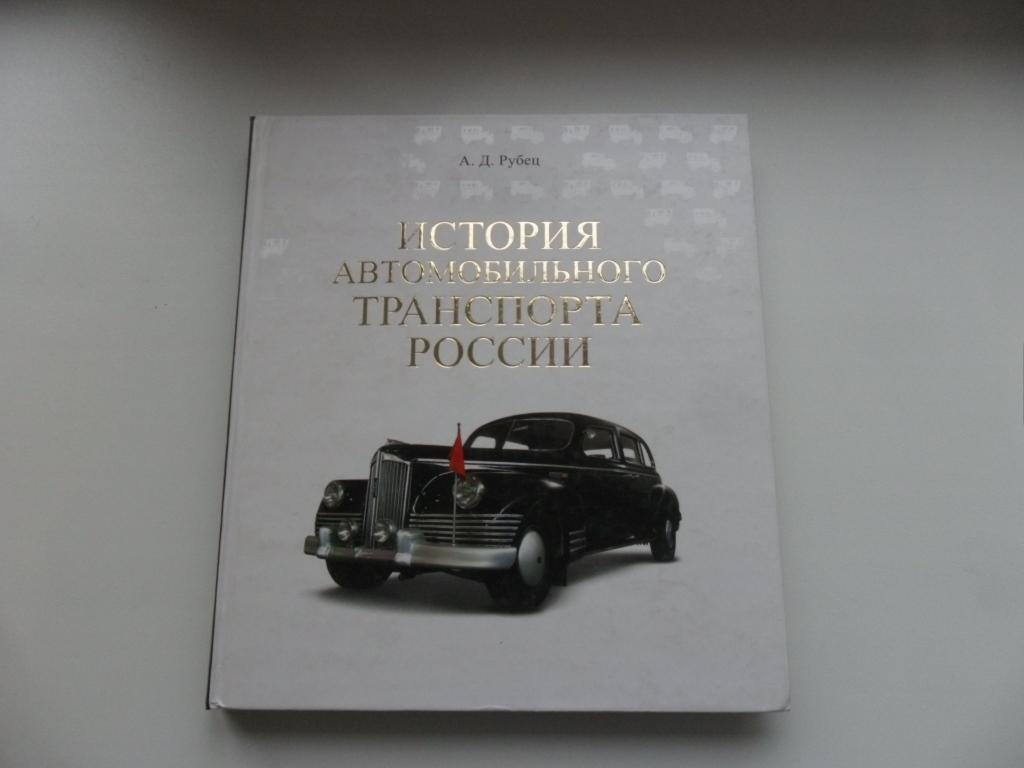 А. Д. Рубец
ИСТОРИЯ
АВТОМОБИЛЬНОГО
ТРАНСПОРТА
РОССИИ